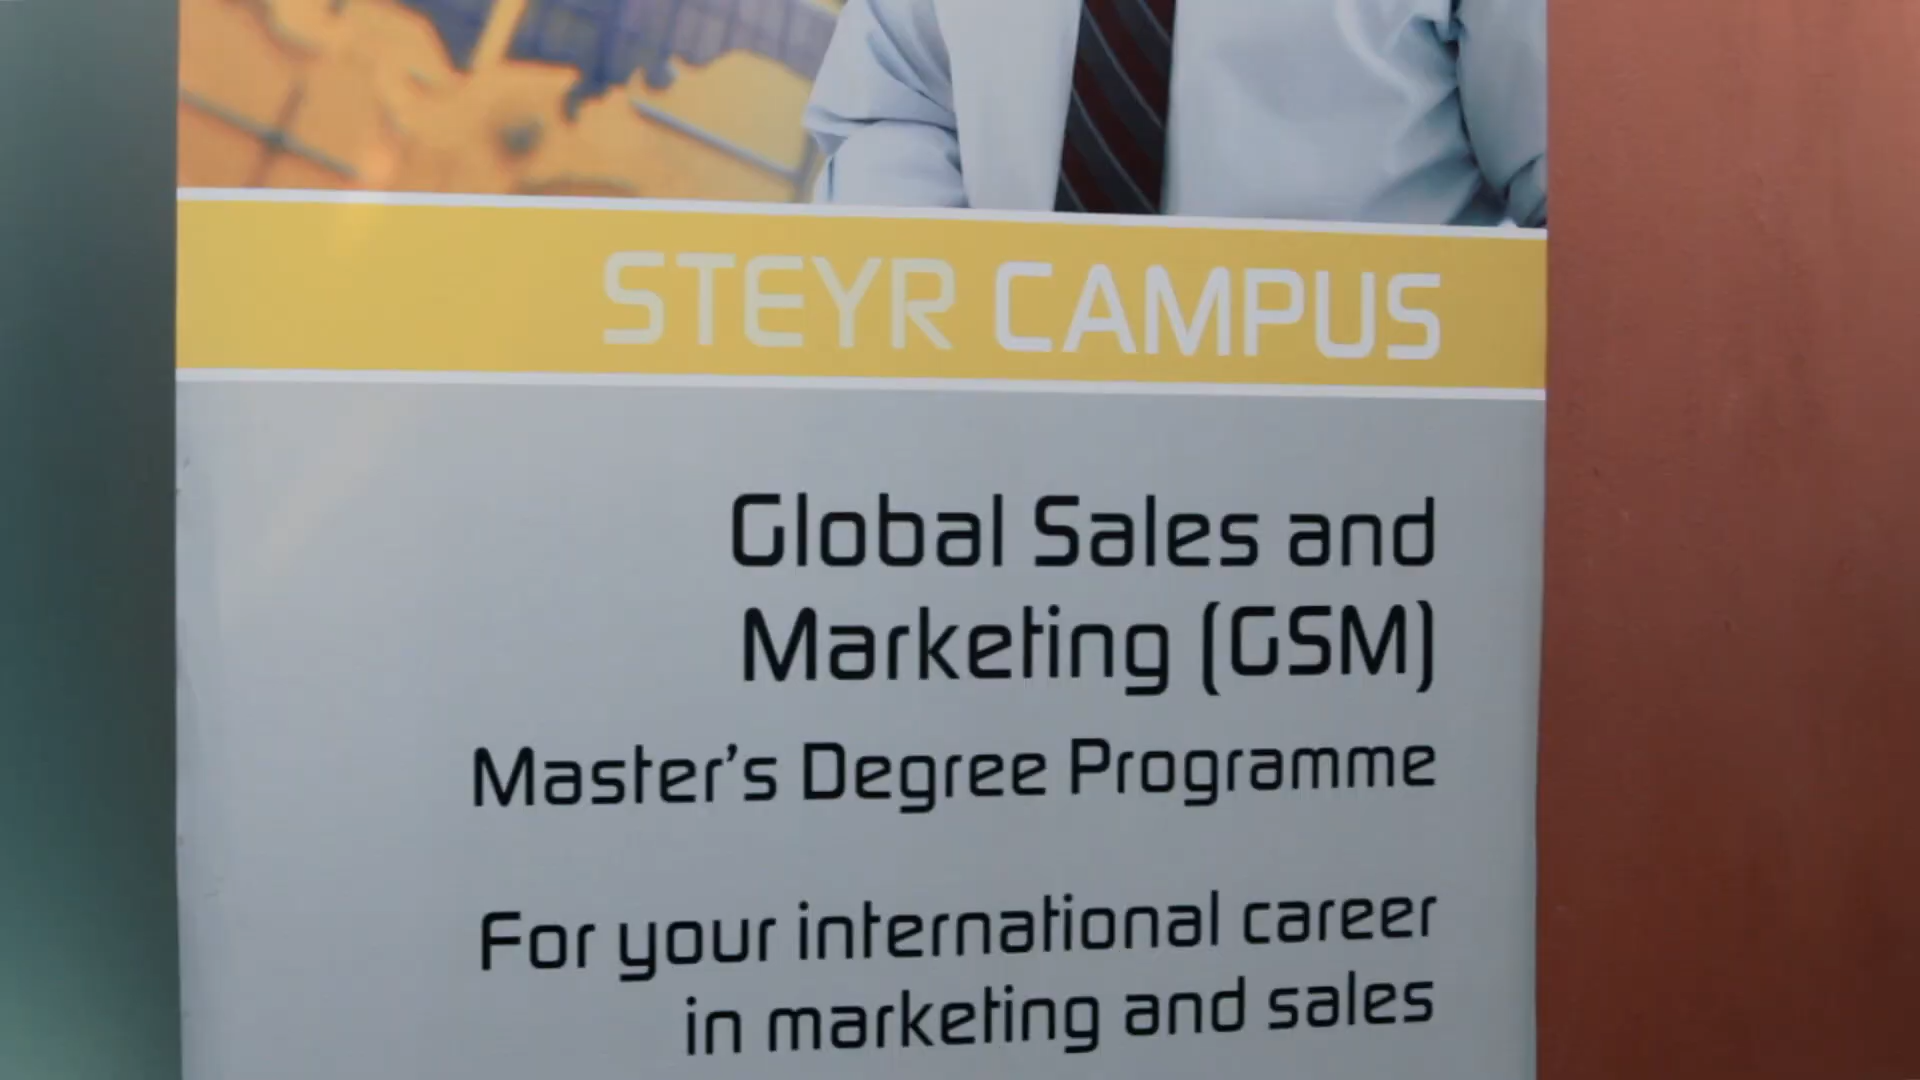 STEYR CAMPUS
Global Sales and
Marketing (GSM)
Master's Degree Programme
For your international career
in marketing and sales